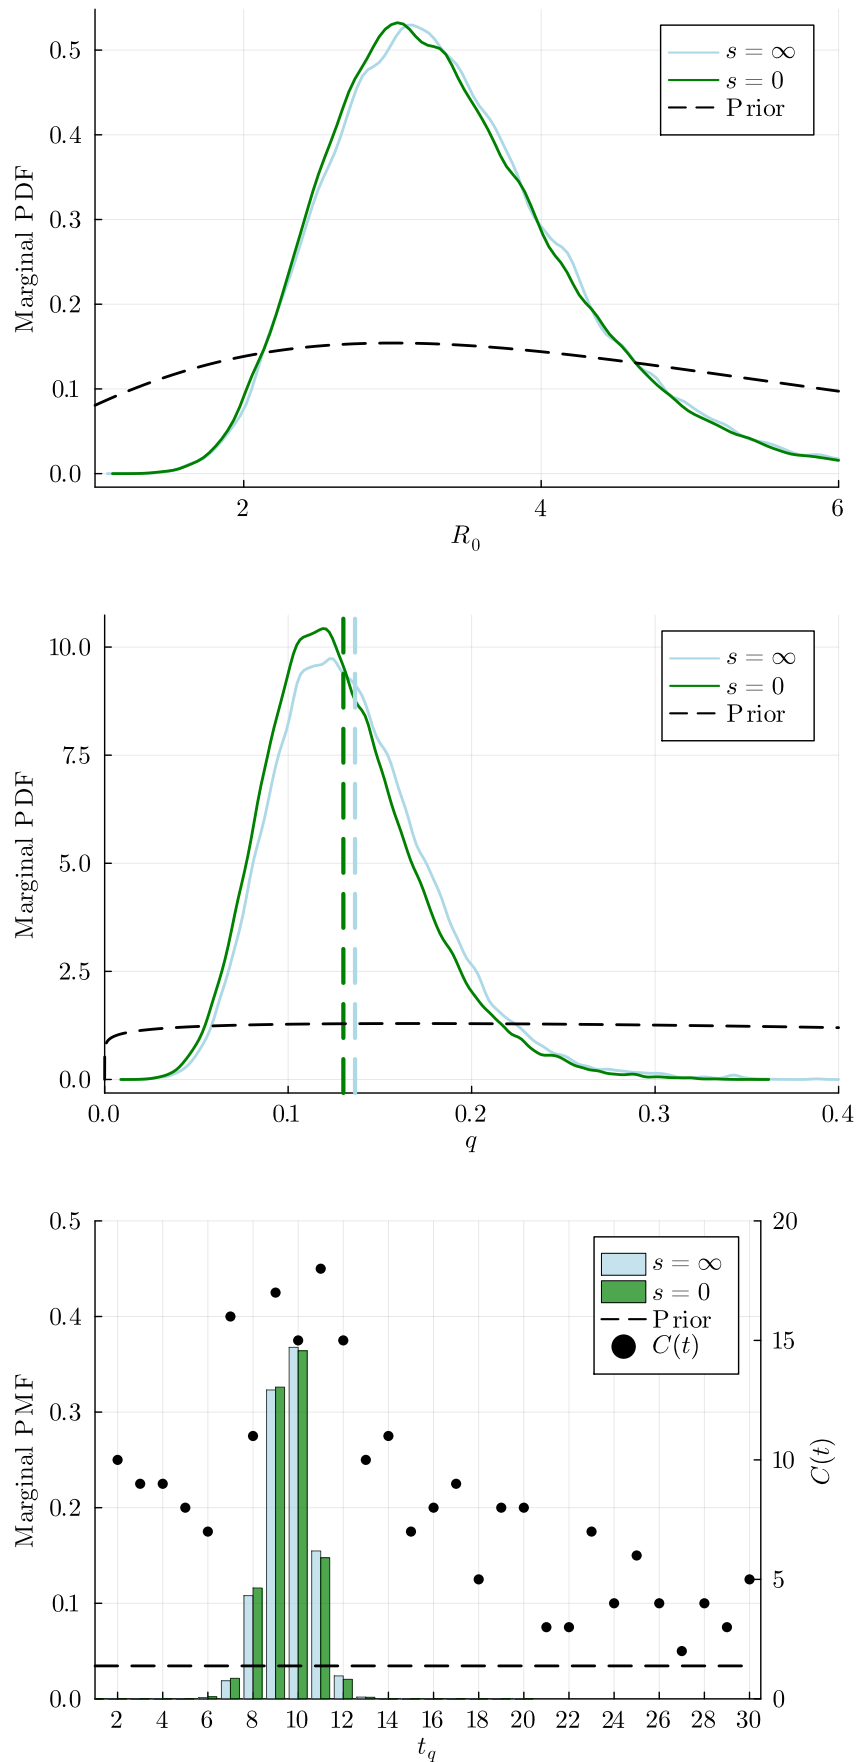 Marginal PDF
0.5
0.4
0.3
0.2
0.1
0.0
s = ∞
s = 0
Prior
2 4 6
R₀
Marginal PDF
10.0
7.5
5.0
2.5
0.0
s = ∞
s = 0
Prior
0.0 0.1 0.2 0.3 0.4
q
Marginal PMF
0.5
0.4
0.3
0.2
0.1
0.0
s = ∞
s = 0
Prior
C(t)
20
15
10
5
0
C(t)
2 4 6 8 10 12 14 16 18 20 22 24 26 28 30
t_q